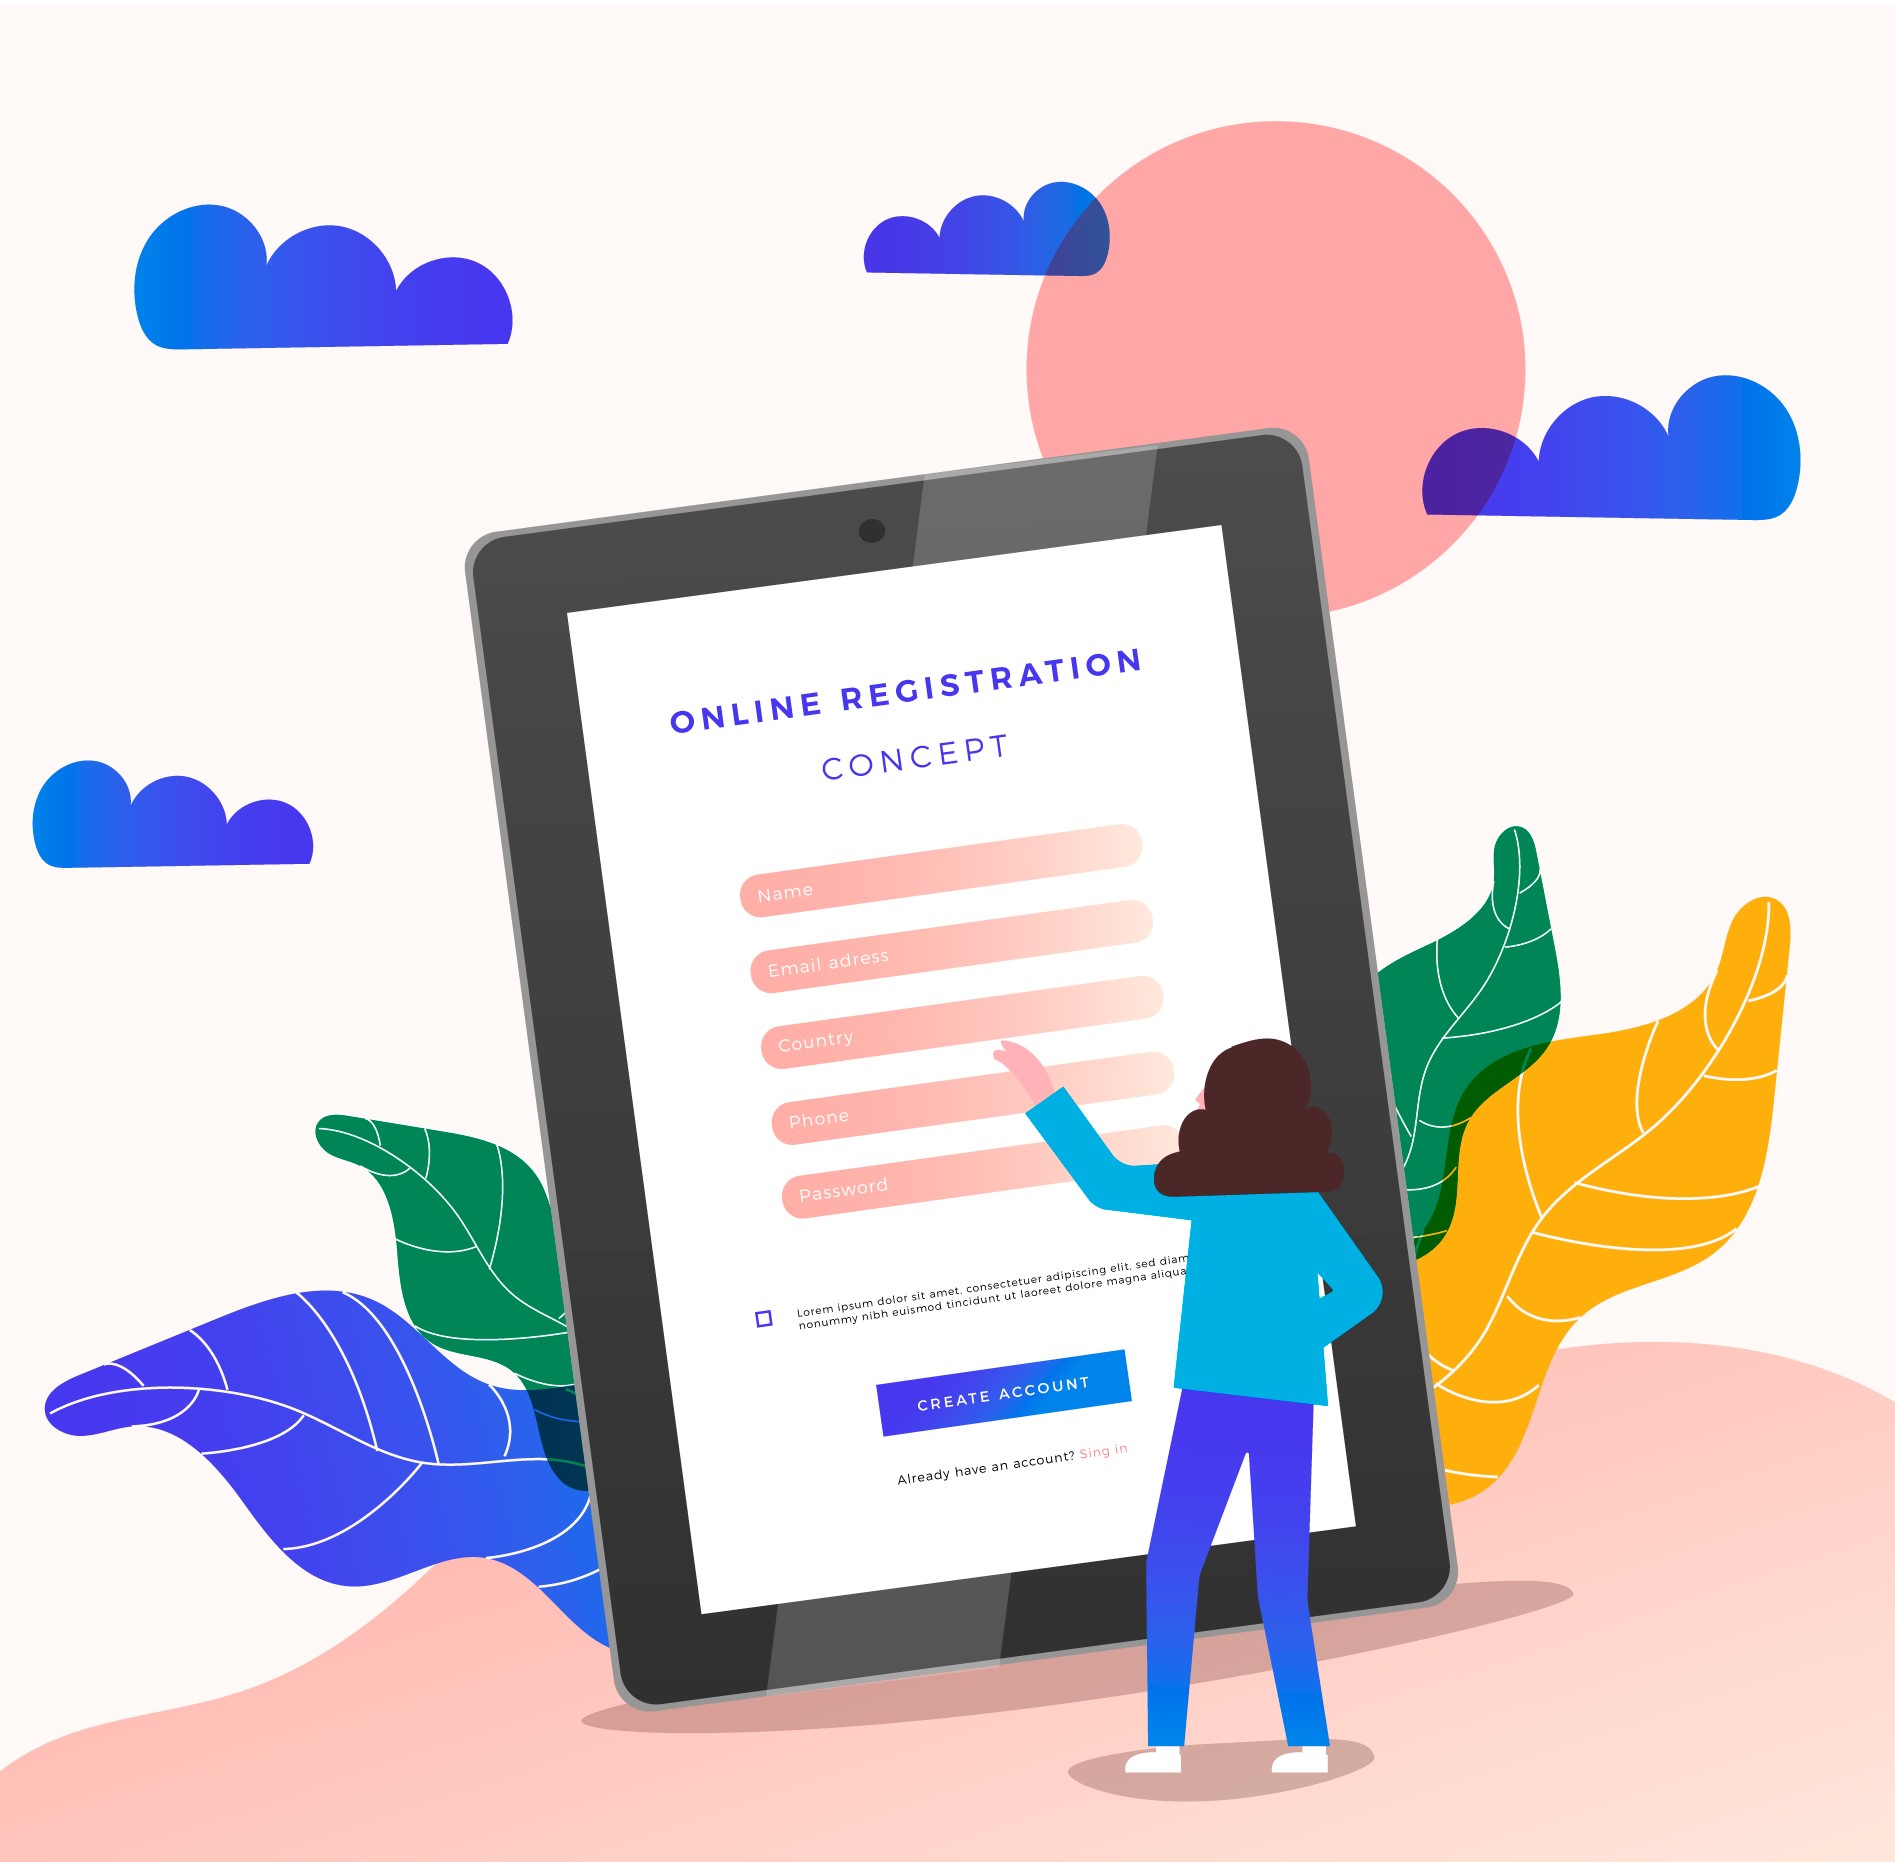 ONLINE REGISTRATION
CONCEPT
Name
Email adress
Country
Phone
Password
Lorem ipsum dolor sit amet, consectetuer adipiscing elit, sed diam
nonummy nibh euismod tincidunt ut laoreet dolore magna aliqua
CREATE ACCOUNT
Already have an account? Sing in